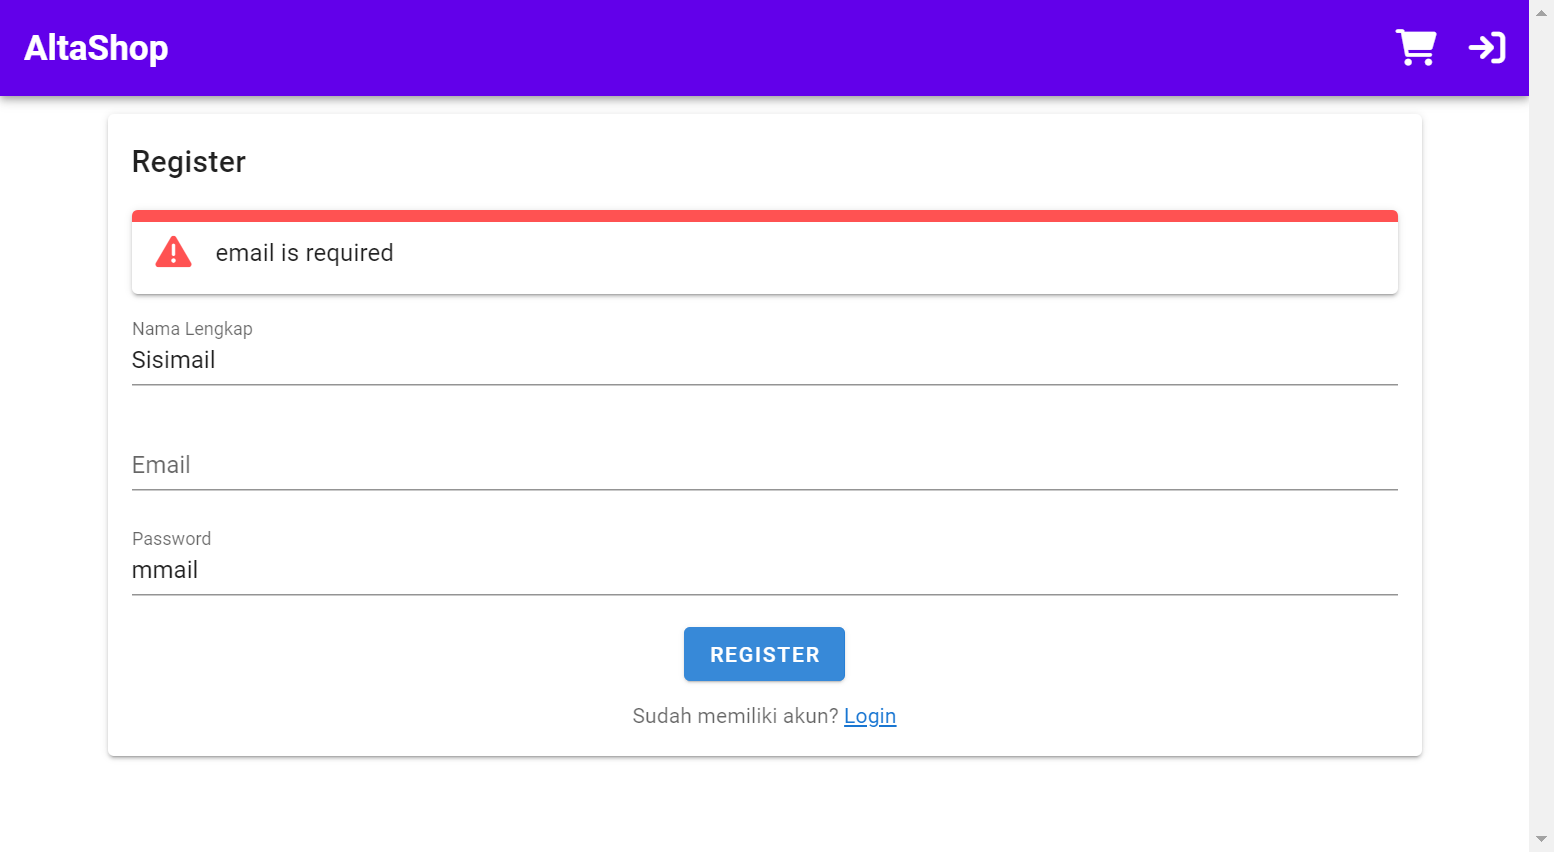 AltaShop
Register
email is required
Nama Lengkap
Sisimail
Email
Password
mmail
REGISTER
Sudah memiliki akun? Login